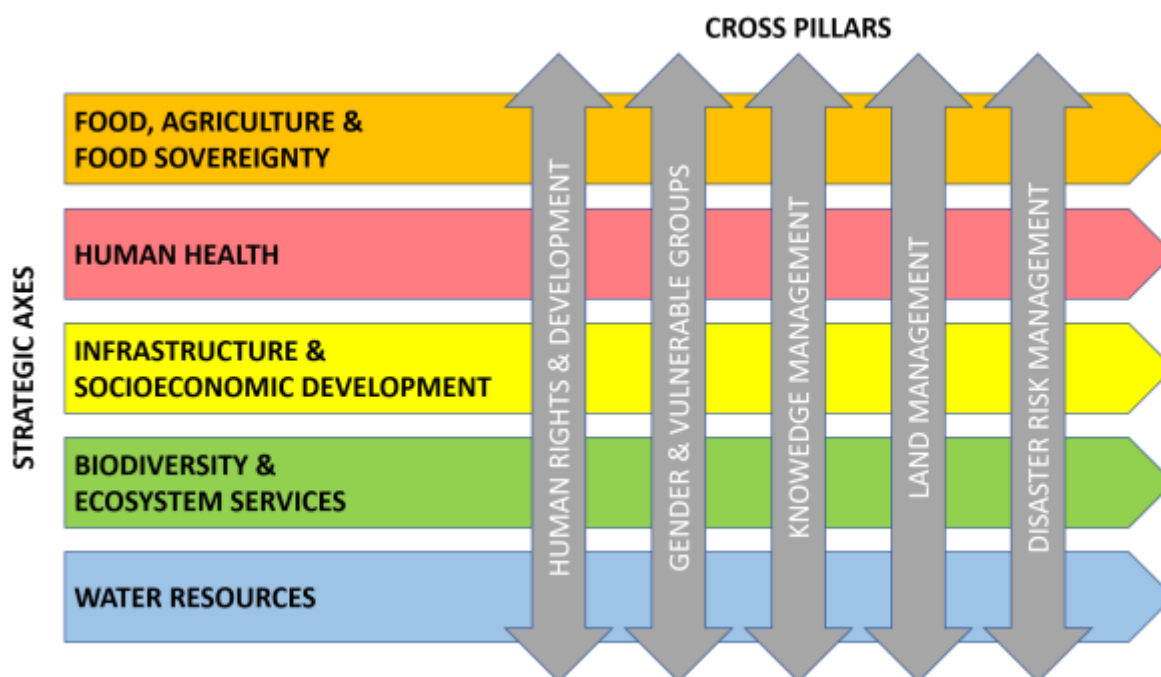 CROSS PILLARS
STRATEGIC AXES
FOOD, AGRICULTURE &
FOOD SOVEREIGNTY
HUMAN HEALTH
INFRASTRUCTURE &
SOCIOECONOMIC DEVELOPMENT
BIODIVERSITY &
ECOSYSTEM SERVICES
WATER RESOURCES
HUMAN RIGHTS & DEVELOPMENT
GENDER & VULNERABLE GROUPS
KNOWEDGE MANAGEMENT
LAND MANAGEMENT
DISASTER RISK MANAGEMENT